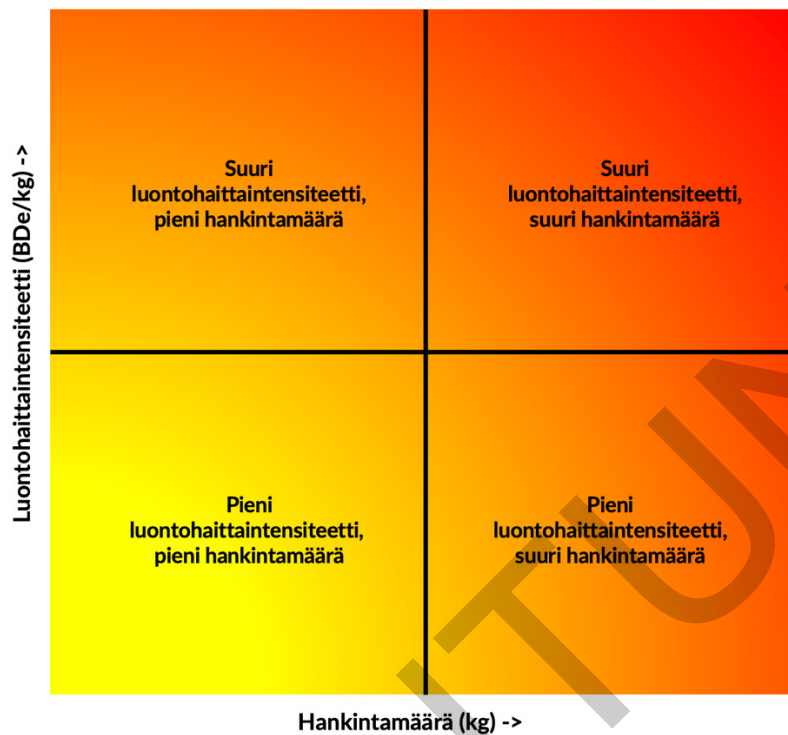 Luontohaittaintensiteetti (BDe/kg) ->
Suuri
luontohaittaintensiteetti,
pieni hankintamäärä
Suuri
luontohaittaintensiteetti,
suuri hankintamäärä
Pieni
luontohaittaintensiteetti,
pieni hankintamäärä
Pieni
luontohaittaintensiteetti,
suuri hankintamäärä
Hankintamäärä (kg) ->